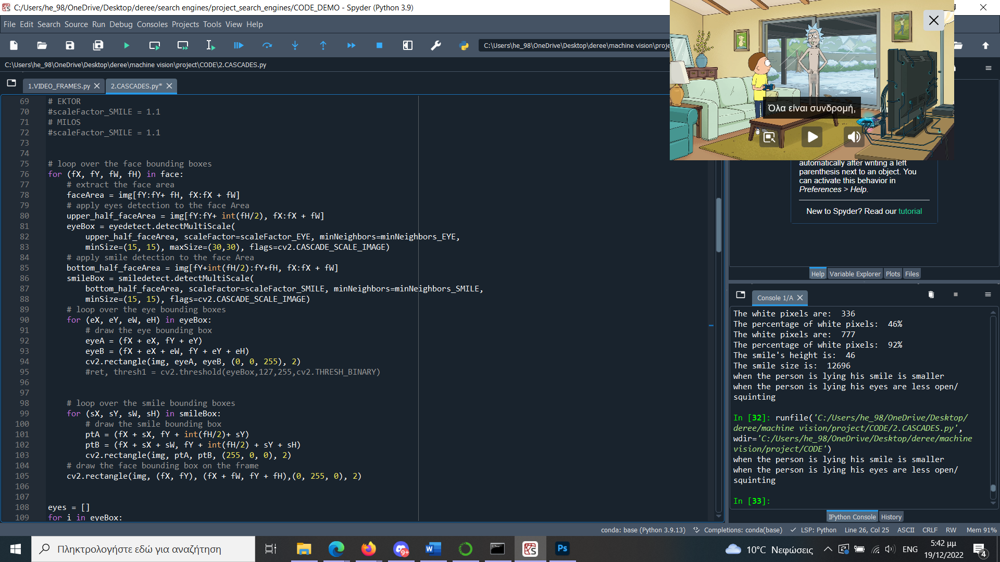 C:/Users/he_98/OneDrive/Desktop/deree/search engines/project_search_engines/CODE_DEMO - Spyder (Python 3.9)
File Edit Search Source Run Debug Consoles Projects Tools View Help
C:\Users\he_98\OneDrive\Desktop\deree\machine vision\proje
C:\Users\he_98\OneDrive\Desktop\deree\machine vision\project\CODE\2.CASCADES.py
1.VIDEO_FRAMES.py
2.CASCADES.py*
69 # EKTOR
70 #scaleFactor_SMILE = 1.1
71 # MILOS
72 #scaleFactor_SMILE = 1.1
73
74
75 # loop over the face bounding boxes
76 for (fX, fY, fW, fH) in face:
77 # extract the face area
78 faceArea = img[fY:fY+ fH, fX:fX + fW]
79 # apply eyes detection to the face Area
80 upper_half_faceArea = img[fY:fY+ int(fH/2), fX:fX + fW]
81 eyeBox = eyedetect.detectMultiScale(
82 upper_half_faceArea, scaleFactor=scaleFactor_EYE, minNeighbors=minNeighbors_EYE,
83 minSize=(15, 15), maxSize=(30,30), flags=cv2.CASCADE_SCALE_IMAGE)
84 # apply smile detection to the face Area
85 bottom_half_faceArea = img[fY+int(fH/2):fY+fH, fX:fX + fW]
86 smileBox = smiledetect.detectMultiScale(
87 bottom_half_faceArea, scaleFactor=scaleFactor_SMILE, minNeighbors=minNeighbors_SMILE,
88 minSize=(15, 15), flags=cv2.CASCADE_SCALE_IMAGE)
89 # loop over the eye bounding boxes
90 for (eX, eY, eW, eH) in eyeBox:
91 # draw the eye bounding box
92 eyeA = (fX + eX, fY + eY)
93 eyeB = (fX + eX + eW, fY + eY + eH)
94 cv2.rectangle(img, eyeA, eyeB, (0, 0, 255), 2)
95 #ret, thresh1 = cv2.threshold(eyeBox,127,255,cv2.THRESH_BINARY)
96
97
98 # loop over the smile bounding boxes
99 for (sX, sY, sW, sH) in smileBox:
100 # draw the smile bounding box
101 ptA = (fX + sX, fY + int(fH/2)+ sY)
102 ptB = (fX + sX + sW, fY + int(fH/2) + sY + sH)
103 cv2.rectangle(img, ptA, ptB, (255, 0, 0), 2)
104 # draw the face bounding box on the frame
105 cv2.rectangle(img, (fX, fY), (fX + fW, fY + fH),(0, 255, 0), 2)
106
107
108 eyes = []
109 for i in eyeBox:
Όλα είναι συνδρομή,
automatically after writing a left
parenthesis next to an object. You
can activate this behavior in
Preferences > Help.
New to Spyder? Read our tutorial
Help Variable Explorer Plots Files
Console 1/A
The white pixels are:  336
The percentage of white pixels:  46%
The white pixels are:  777
The percentage of white pixels:  92%
The smile's height is:  46
The smile size is:  12696
when the person is lying his smile is smaller
when the person is lying his eyes are less open/
squinting
In [32]: runfile('C:/Users/he_98/OneDrive/Desktop/
deree/machine vision/project/CODE/2.CASCADES.py',
wdir='C:/Users/he_98/OneDrive/Desktop/deree/machine
vision/project/CODE')
when the person is lying his smile is smaller
when the person is lying his eyes are less open/
squinting
In [33]:
IPython Console History
conda: base (Python 3.9.13) Completions: conda(base) LSP: Python Line 26, Col 25 ASCII CRLF RW Mem 91%
Πληκτρολογήστε εδώ για αναζήτηση
9+
W
Ps
10°C Νεφώσεις
ENG
5:42 μμ
19/12/2022
4